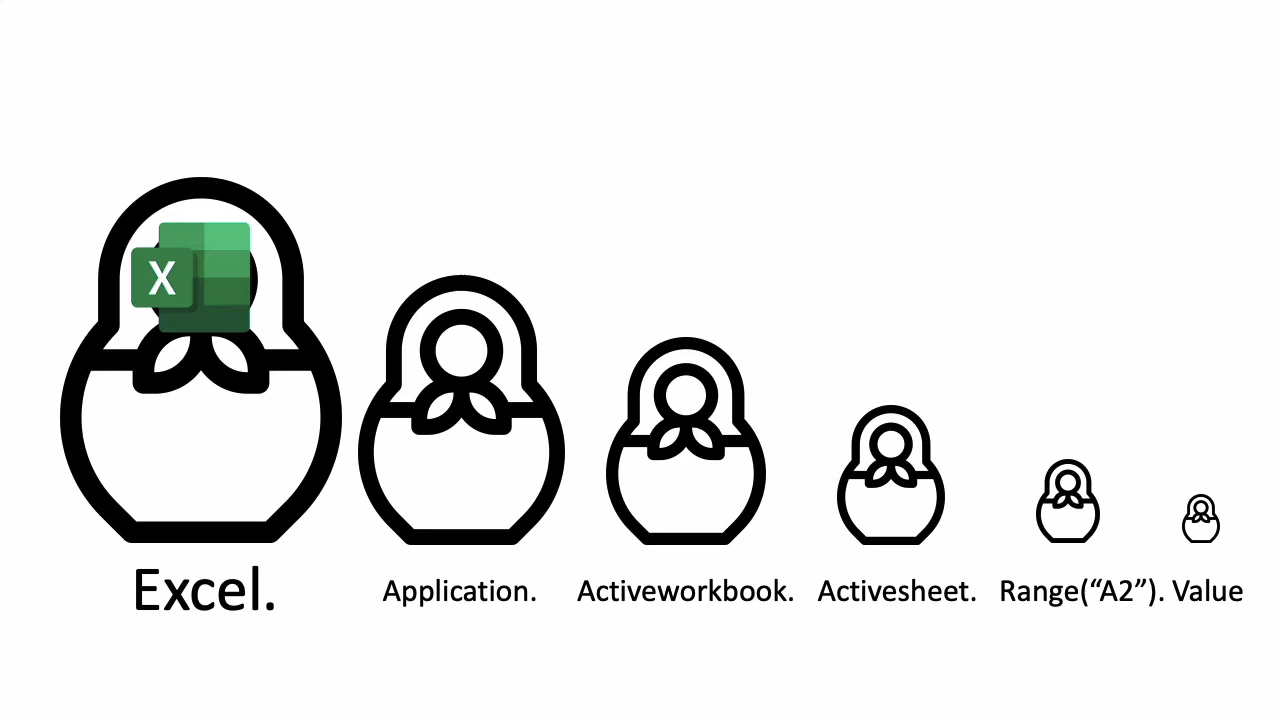 X
Excel. Application. Activeworkbook. Activesheet. Range(“A2”). Value